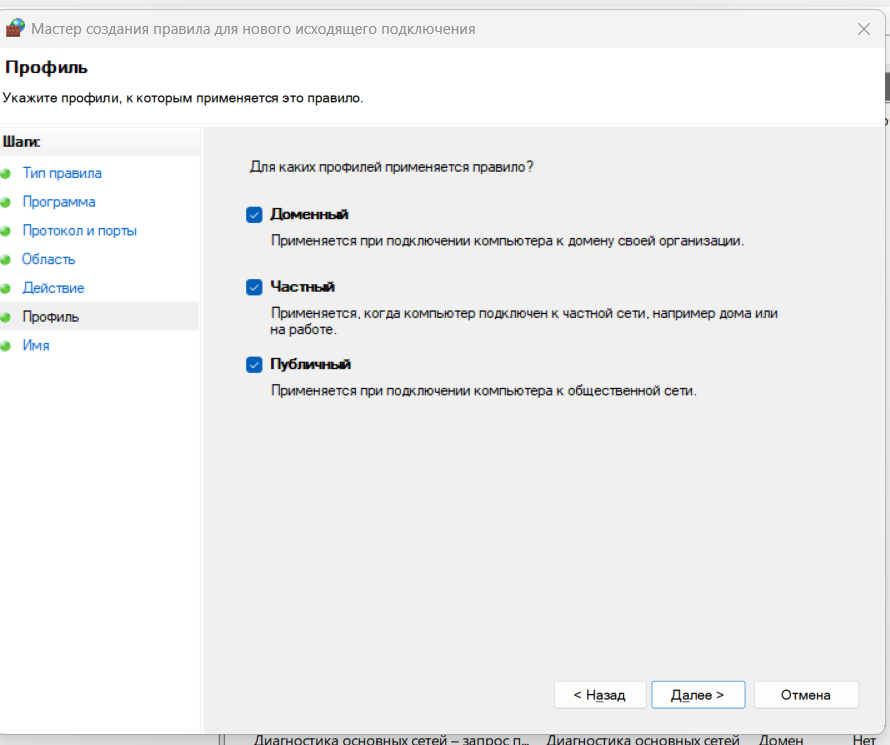 Мастер создания правила для нового исходящего подключения
Профиль
Укажите профили, к которым применяется это правило.
Шаги:
Тип правила
Программа
Протокол и порты
Область
Действие
Профиль
Имя
Для каких профилей применяется правило?
Доменный
Применяется при подключении компьютера к домену своей организации.
Частный
Применяется, когда компьютер подключен к частной сети, например дома или
на работе.
Публичный
Применяется при подключении компьютера к общественной сети.
< Назад
Далее >
Отмена
Диагностика основных сетей – запрос п... Диагностика основных сетей Домен Нет